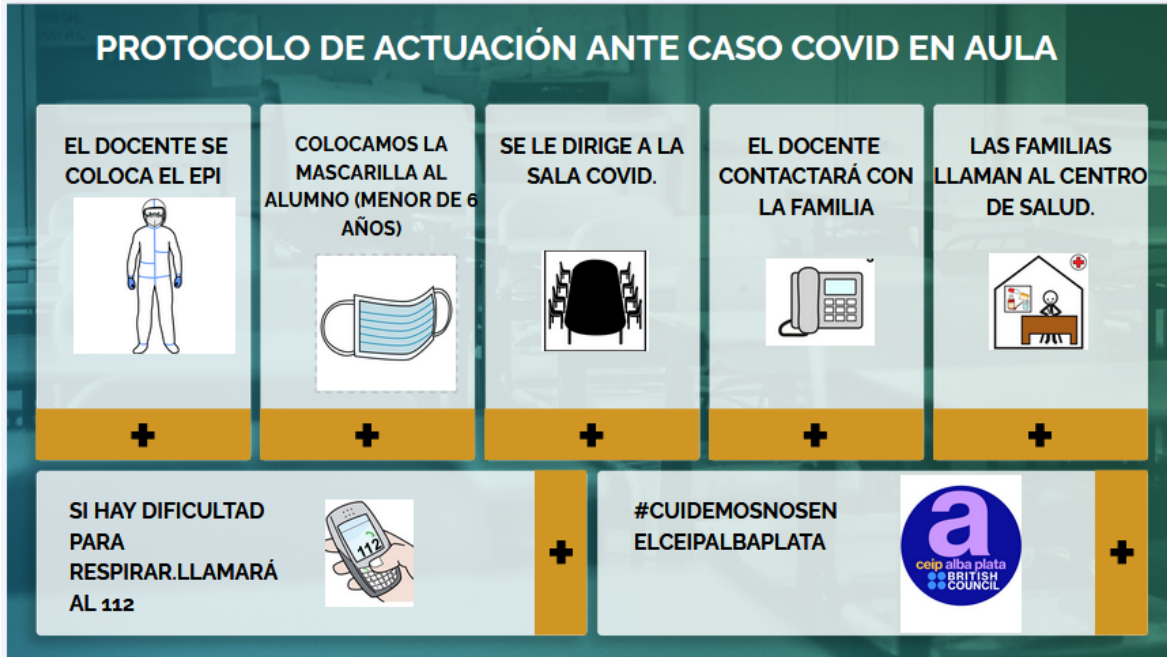 PROTOCOLO DE ACTUACIÓN ANTE CASO COVID EN AULA
EL DOCENTE SE
COLOCA EL EPI
COLOCAMOS LA
MASCARILLA AL
ALUMNO (MENOR DE 6
AÑOS)
SE LE DIRIGE A LA
SALA COVID.
EL DOCENTE
CONTACTARÁ CON
LA FAMILIA
LAS FAMILIAS
LLAMAN AL CENTRO
DE SALUD.
SI HAY DIFICULTAD
PARA
RESPIRAR.LLAMARÁ
AL 112
112
#CUIDEMOSNOSEN
ELCEIPALBAPLATA
a
ceip alba plata
BRITISH
COUNCIL